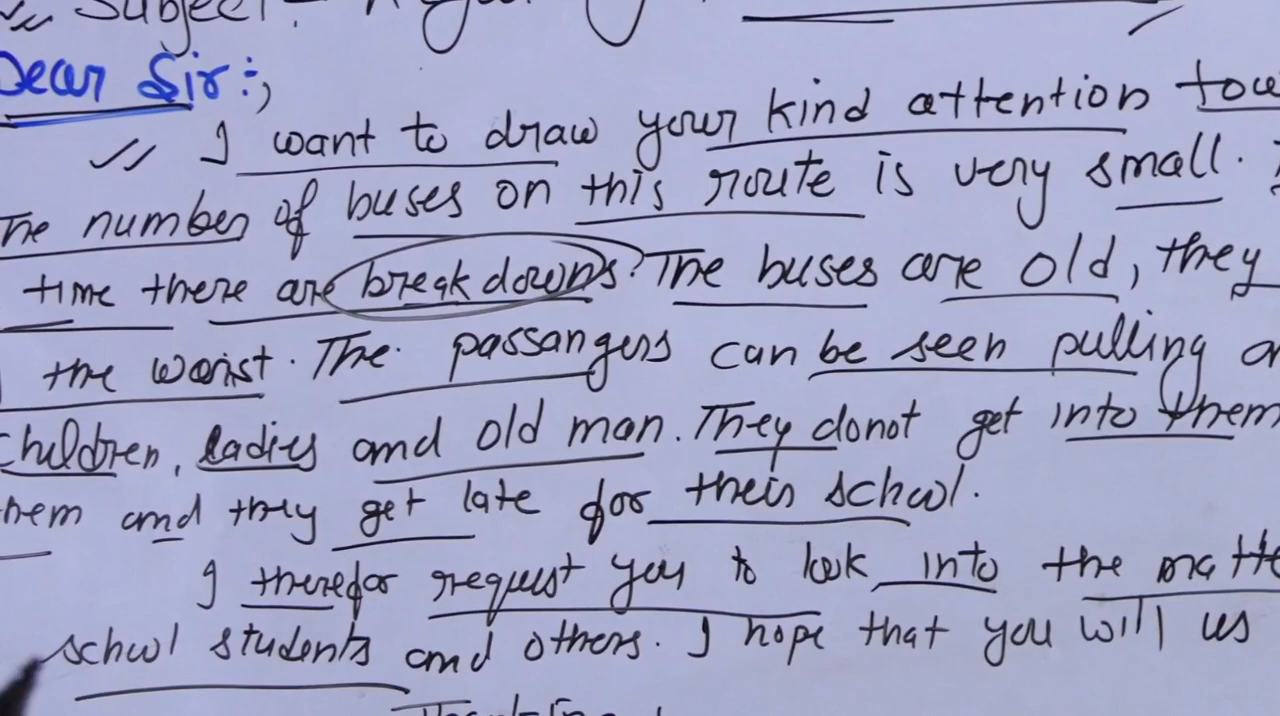 Subject:-
Dear Sir:-,
I want to draw your kind attention tow
The number of buses on this route is very small.
time there are breakdowns. The buses are old, they
the worist. The passangers can be seen pulling an
children, ladies and old man. They donot get into them
hem and they get late for their school.
I therefor request you to look into the matte
school students and others. I hope that you will us